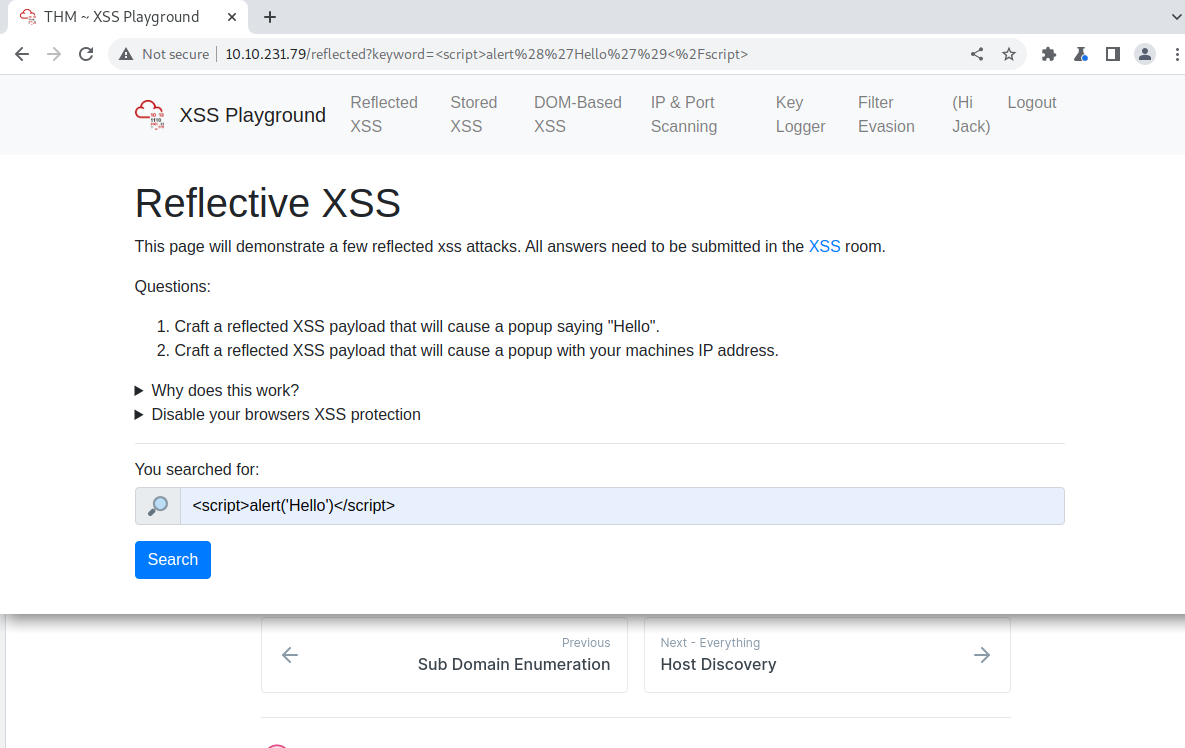 THM ~ XSS Playground
Not secure
10.10.231.79/reflected?keyword=<script>alert%28%27Hello%27%29<%2Fscript>
XSS Playground
Reflected XSS
Stored XSS
DOM-Based XSS
IP & Port Scanning
Key Logger
Filter Evasion
(Hi Jack)
Logout
Reflective XSS
This page will demonstrate a few reflected xss attacks. All answers need to be submitted in the XSS room.
Questions:
1. Craft a reflected XSS payload that will cause a popup saying "Hello".
2. Craft a reflected XSS payload that will cause a popup with your machines IP address.
Why does this work?
Disable your browsers XSS protection
You searched for:
<script>alert('Hello')</script>
Search
Previous
Sub Domain Enumeration
Next - Everything
Host Discovery